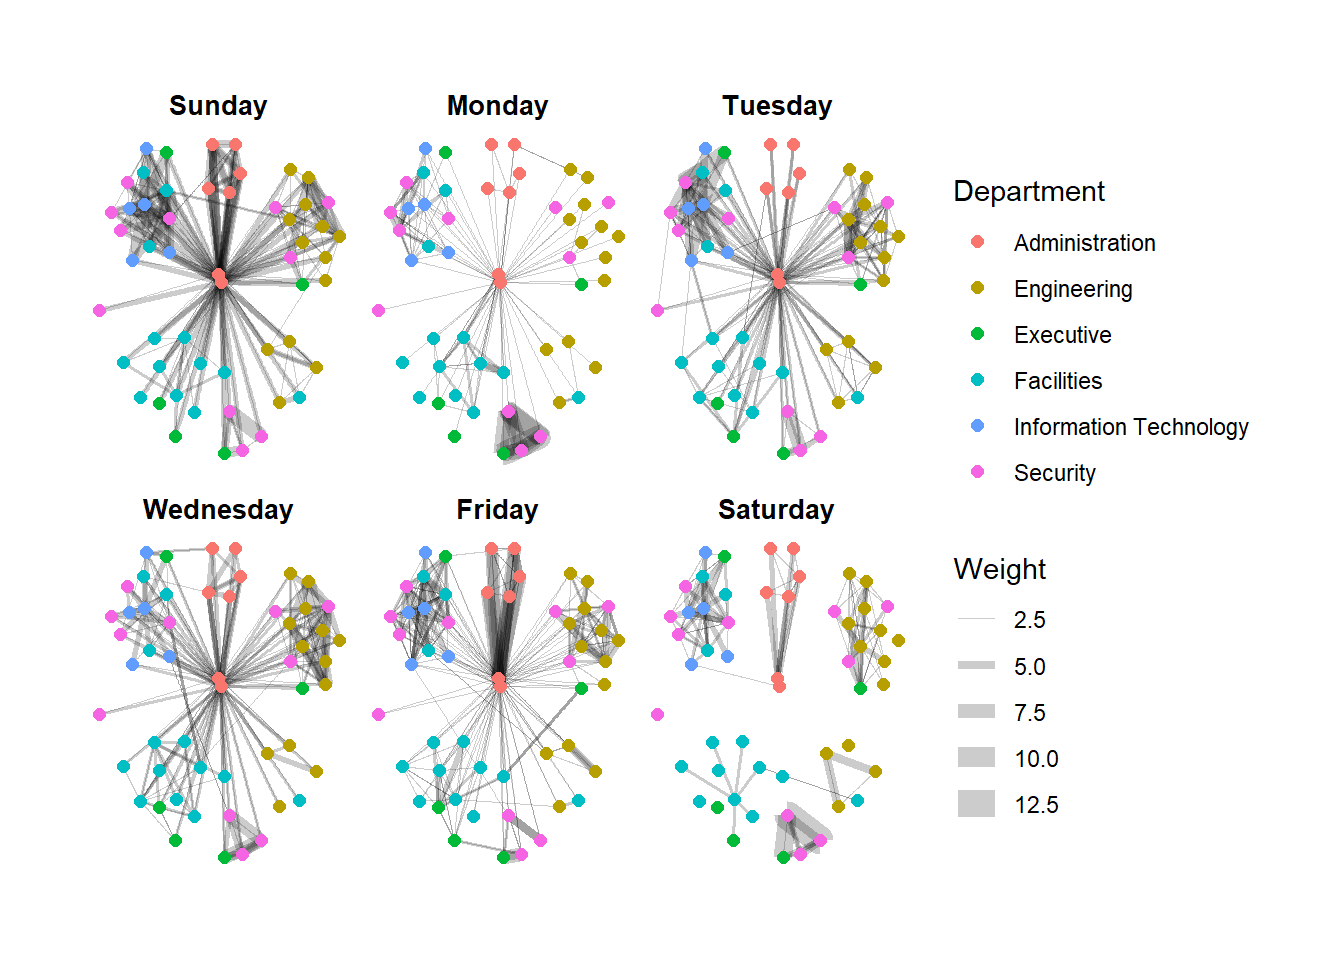 Sunday
Monday
Tuesday
Wednesday
Friday
Saturday
Department
Administration
Engineering
Executive
Facilities
Information Technology
Security
Weight
2.5
5.0
7.5
10.0
12.5